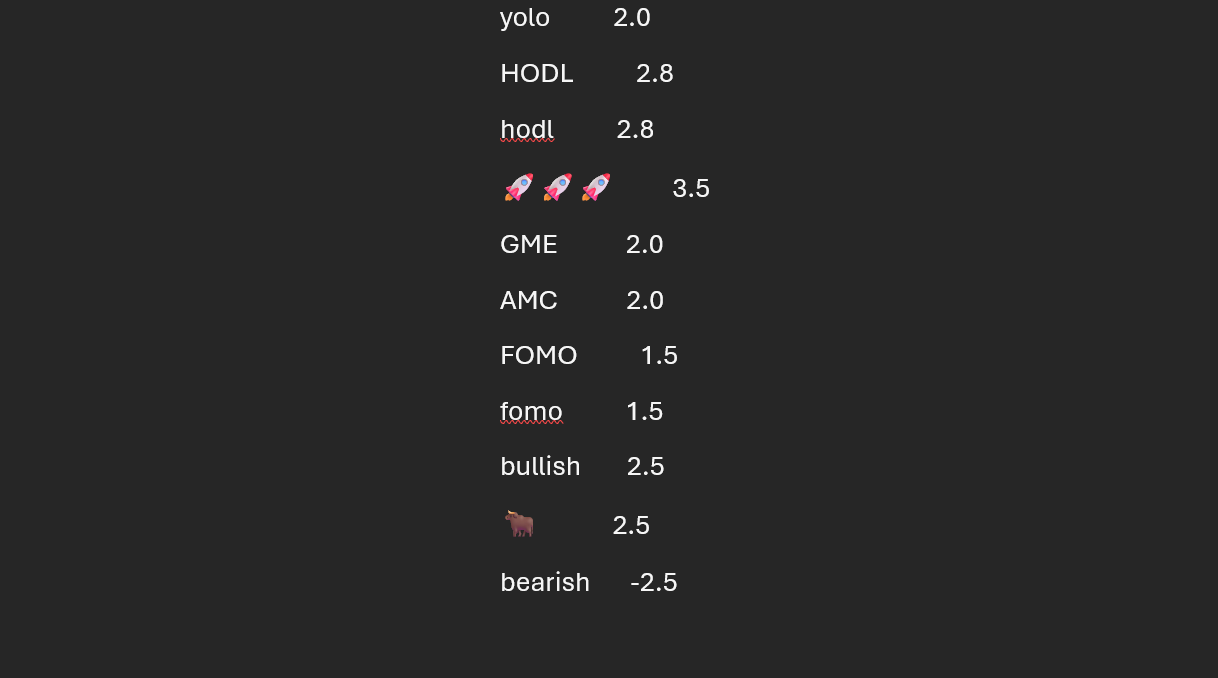 yolo 2.0
HODL 2.8
hodl 2.8
🚀🚀🚀 3.5
GME 2.0
AMC 2.0
FOMO 1.5
fomo 1.5
bullish 2.5
🐂 2.5
bearish -2.5